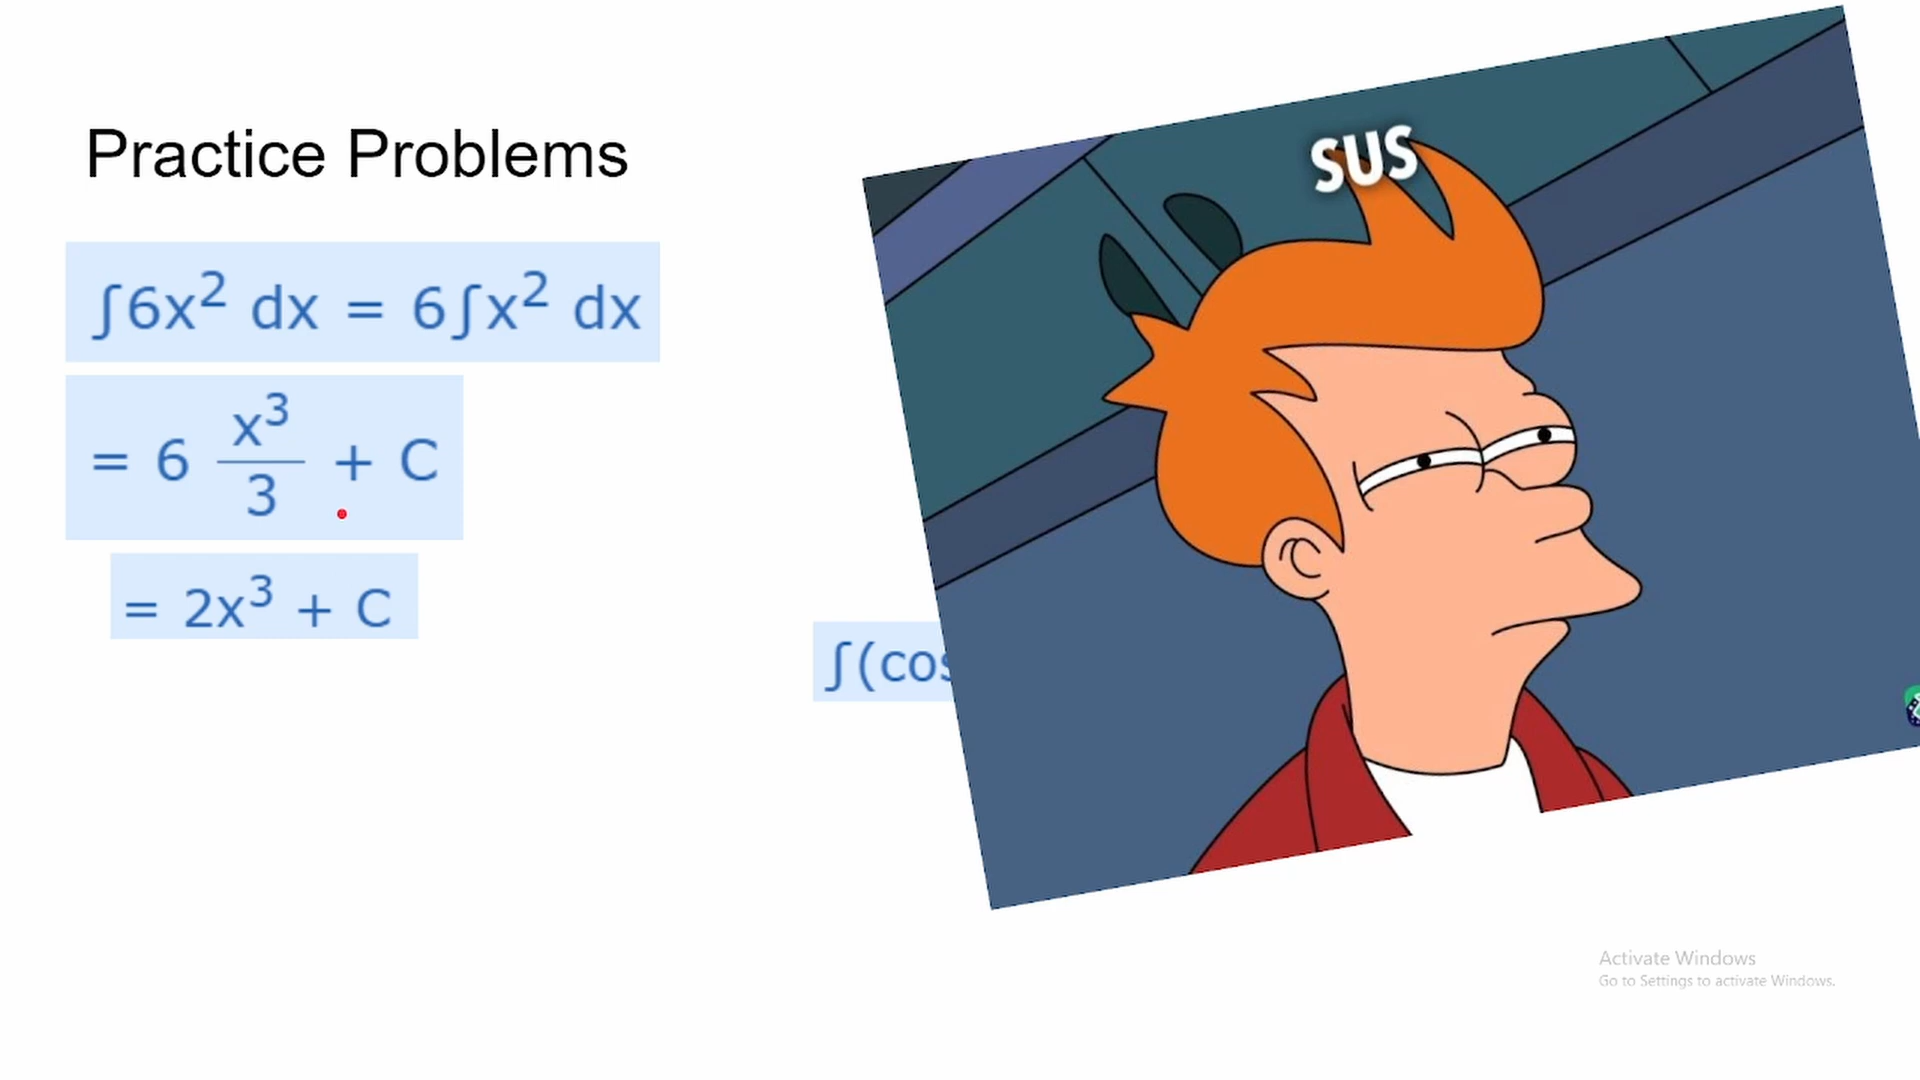 Practice Problems
∫6x² dx = 6∫x² dx
= 6 x³/3 + C
= 2x³ + C
∫(cos
SUS
Activate Windows
Go to Settings to activate Windows.